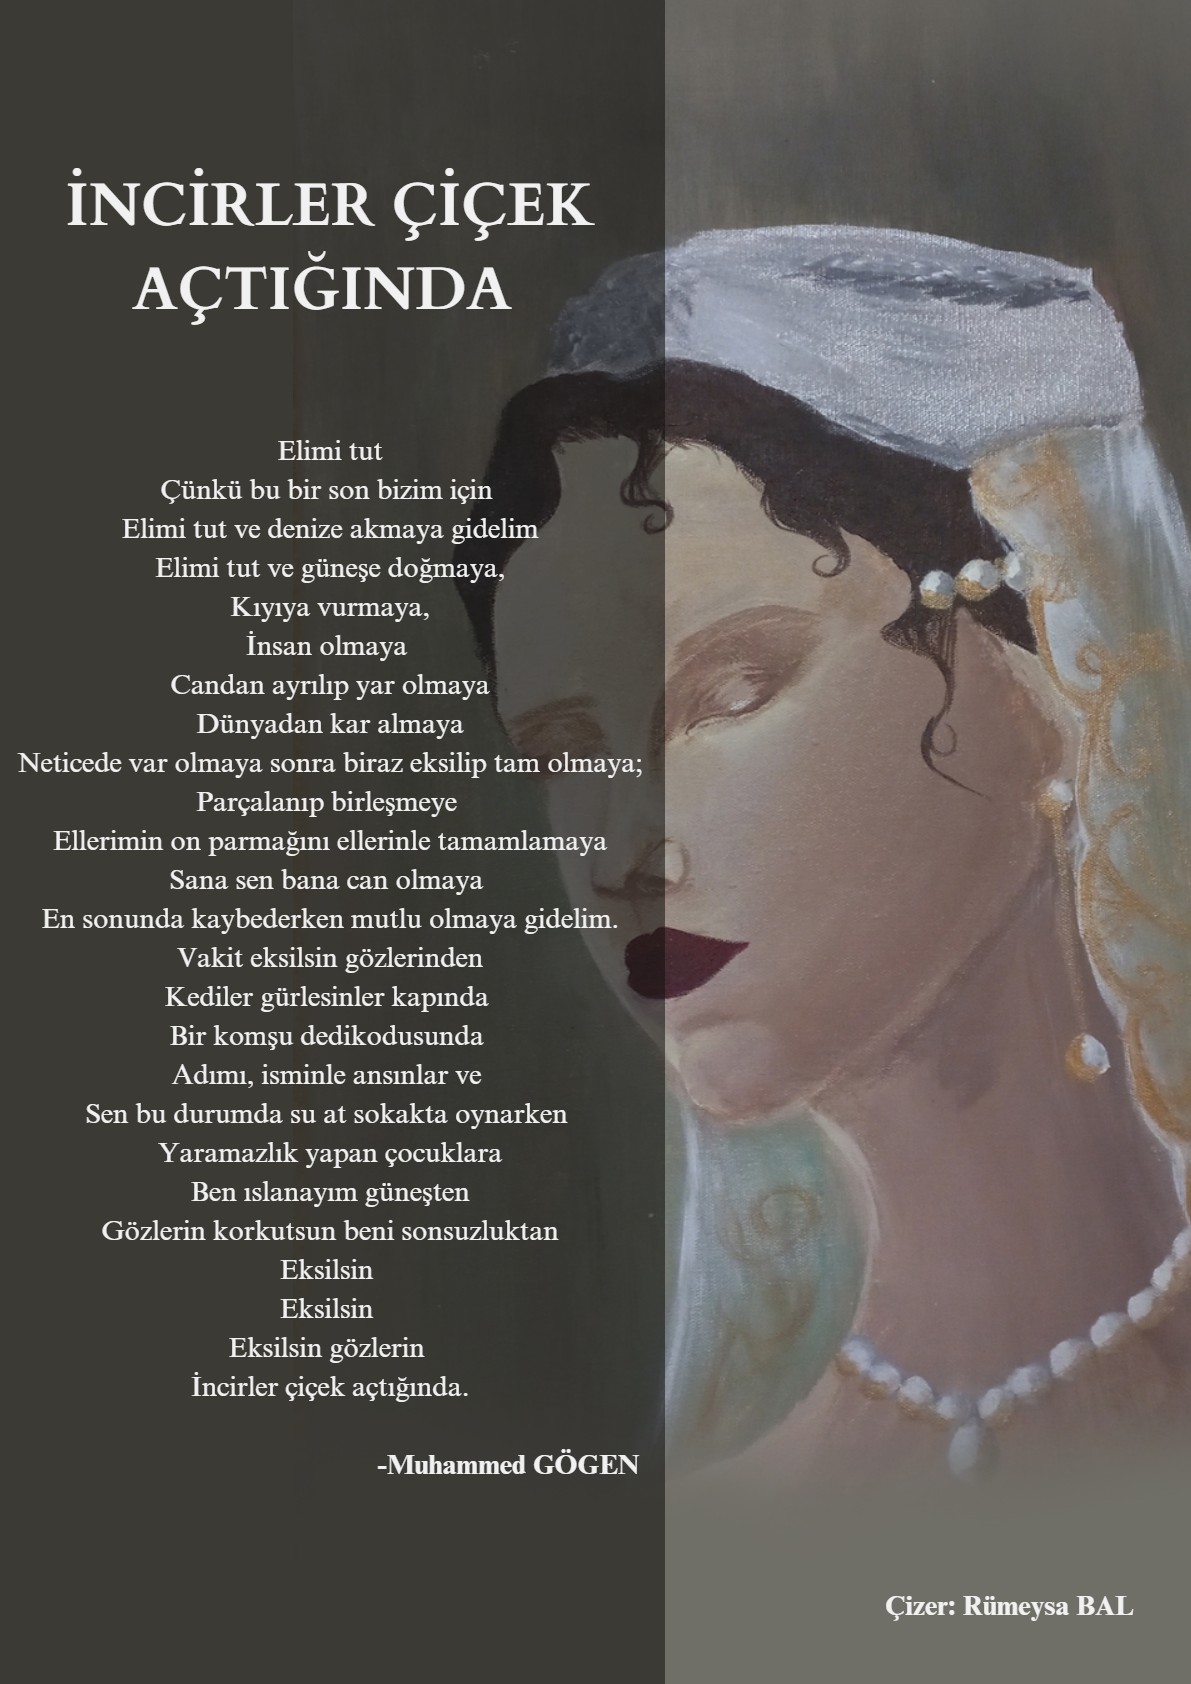 İNCİRLER ÇİÇEK
AÇTIĞINDA
Elimi tut
Çünkü bu bir son bizim için
Elimi tut ve denize akmaya gidelim
Elimi tut ve güneşe doğmaya,
Kıyıya vurmaya,
İnsan olmaya
Candan ayrılıp yar olmaya
Dünyadan kar almaya
Neticede var olmaya sonra biraz eksilip tam olmaya;
Parçalanıp birleşmeye
Ellerimin on parmağını ellerinle tamamlamaya
Sana sen bana can olmaya
En sonunda kaybederken mutlu olmaya gidelim.
Vakit eksilsin gözlerinden
Kediler gürlesinler kapında
Bir komşu dedikodusunda
Adımı, isminle ansınlar ve
Sen bu durumda su at sokakta oynarken
Yaramazlık yapan çocuklara
Ben ıslanayım güneşten
Gözlerin korkutsun beni sonsuzluktan
Eksilsin
Eksilsin
Eksilsin gözlerin
İncirler çiçek açtığında.
-Muhammed GÖGEN
Çizer: Rümeysa BAL